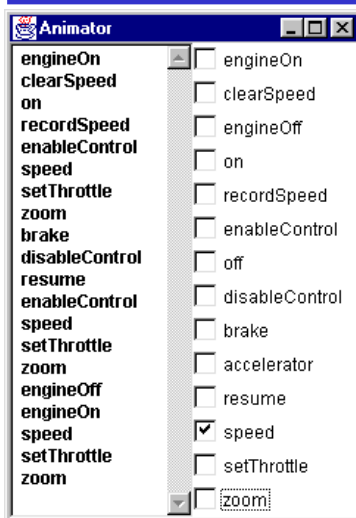 Animator
engineOn
clearSpeed
on
recordSpeed
enableControl
speed
setThrottle
zoom
brake
disableControl
resume
enableControl
speed
setThrottle
zoom
engineOff
engineOn
speed
setThrottle
zoom
engineOn
clearSpeed
engineOff
on
recordSpeed
enableControl
off
disableControl
brake
accelerator
resume
speed
setThrottle
zoom